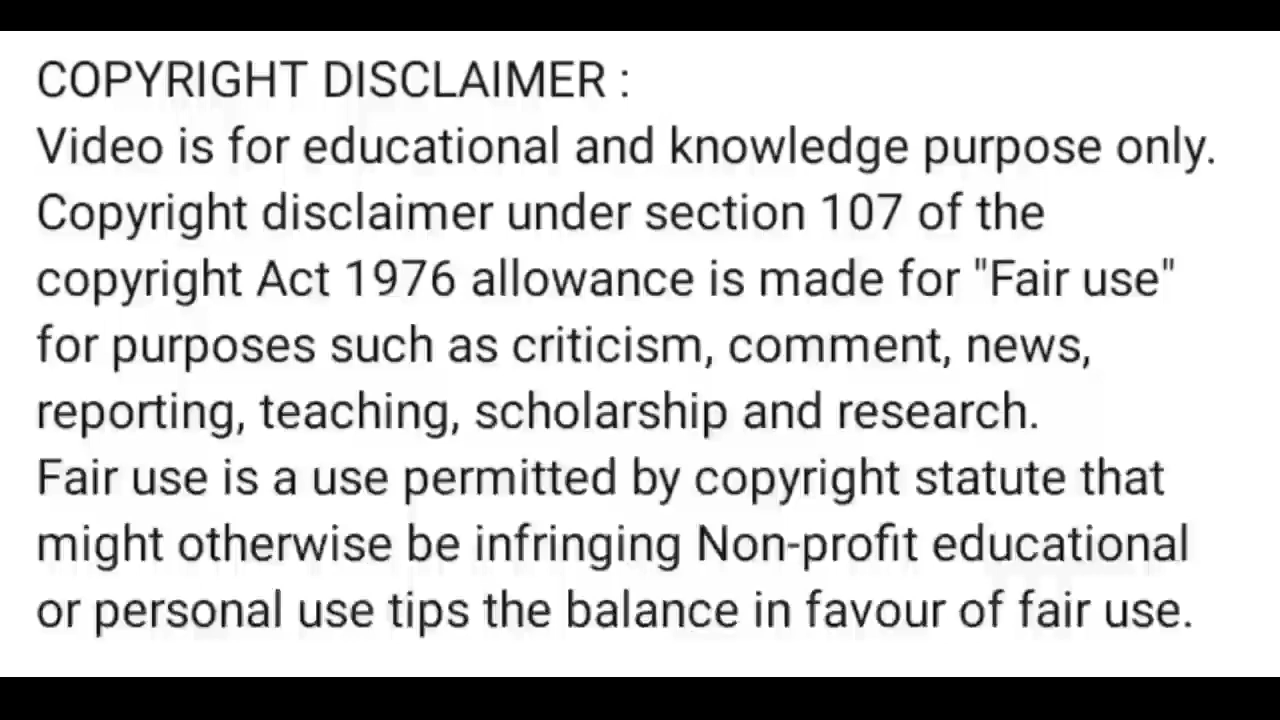 COPYRIGHT DISCLAIMER :
Video is for educational and knowledge purpose only.
Copyright disclaimer under section 107 of the
copyright Act 1976 allowance is made for "Fair use"
for purposes such as criticism, comment, news,
reporting, teaching, scholarship and research.
Fair use is a use permitted by copyright statute that
might otherwise be infringing Non-profit educational
or personal use tips the balance in favour of fair use.